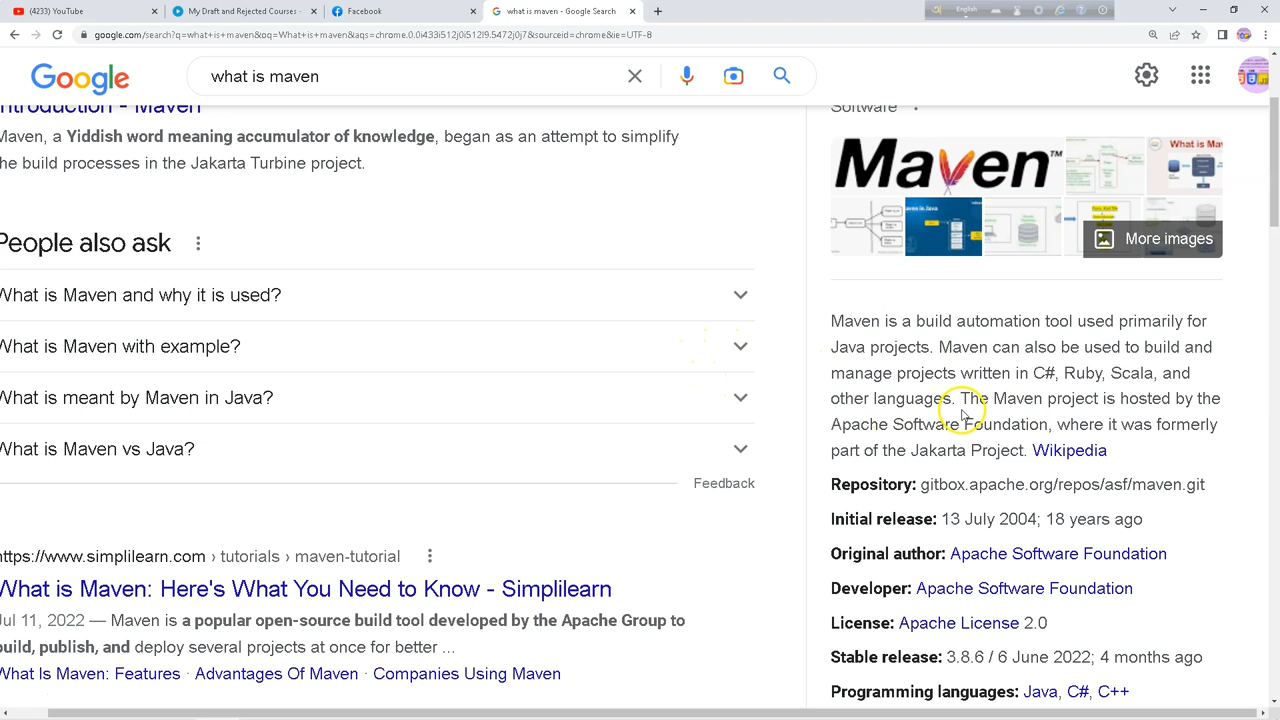 (4233) YouTube
My Draft and Rejected Courses -
Facebook
what is maven - Google Search
English
google.com/search?q=what+is+maven&oq=What+is+maven&aqs=chrome.0.0i433i512j0i512l9.5472j0j7&sourceid=chrome&ie=UTF-8
Google
what is maven
Introduction - Maven
Maven, a Yiddish word meaning accumulator of knowledge, began as an attempt to simplify
the build processes in the Jakarta Turbine project.
People also ask
What is Maven and why it is used?
What is Maven with example?
What is meant by Maven in Java?
What is Maven vs Java?
Feedback
https://www.simplilearn.com › tutorials › maven-tutorial
What is Maven: Here's What You Need to Know - Simplilearn
Jul 11, 2022 — Maven is a popular open-source build tool developed by the Apache Group to
build, publish, and deploy several projects at once for better ...
What Is Maven: Features · Advantages Of Maven · Companies Using Maven
Software
Maven™
What is Mav
More images
Maven is a build automation tool used primarily for
Java projects. Maven can also be used to build and
manage projects written in C#, Ruby, Scala, and
other languages. The Maven project is hosted by the
Apache Software Foundation, where it was formerly
part of the Jakarta Project. Wikipedia
Repository: gitbox.apache.org/repos/asf/maven.git
Initial release: 13 July 2004; 18 years ago
Original author: Apache Software Foundation
Developer: Apache Software Foundation
License: Apache License 2.0
Stable release: 3.8.6 / 6 June 2022; 4 months ago
Programming languages: Java, C#, C++